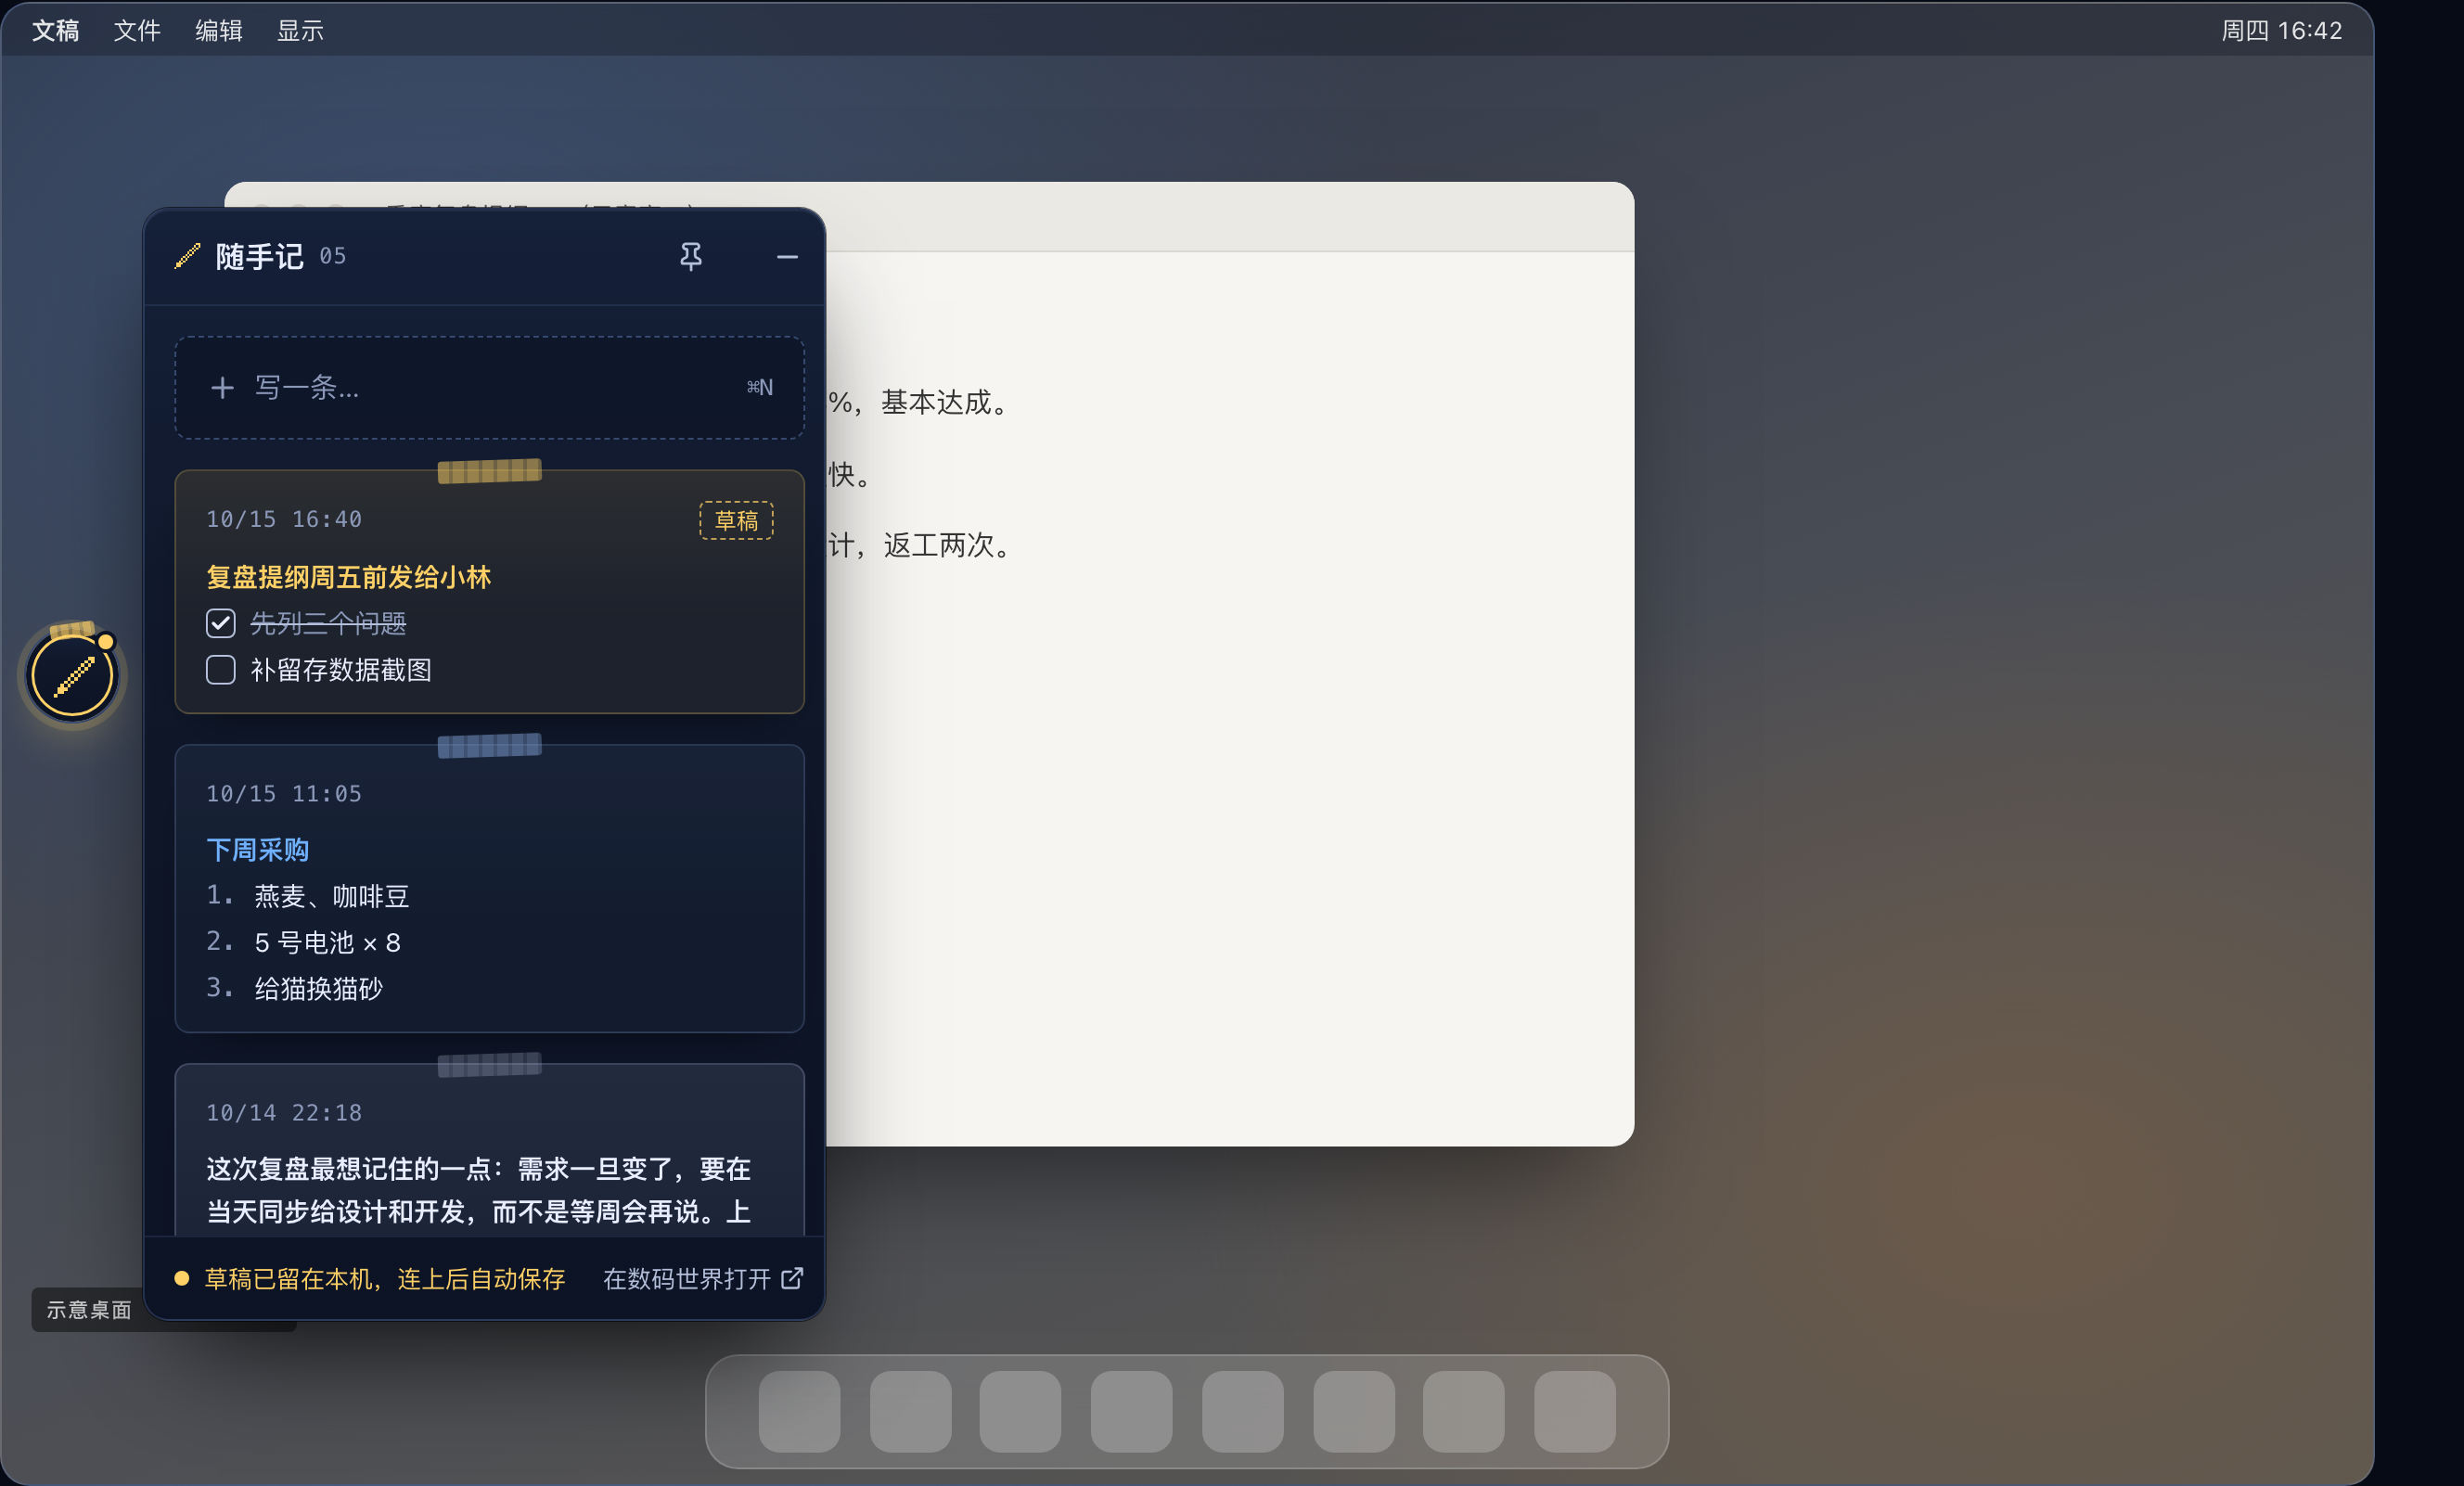 文稿 文件 编辑 显示 周四 16:42
随手记 05
写一条... ⌘N
10/15 16:40 草稿
复盘提纲周五前发给小林
先列三个问题
补留存数据截图
10/15 11:05
下周采购
1. 燕麦、咖啡豆
2. 5 号电池 × 8
3. 给猫换猫砂
10/14 22:18
这次复盘最想记住的一点：需求一旦变了，要在
当天同步给设计和开发，而不是等周会再说。上
草稿已留在本机，连上后自动保存 在数码世界打开
%，基本达成。
快。
计，返工两次。
示意桌面